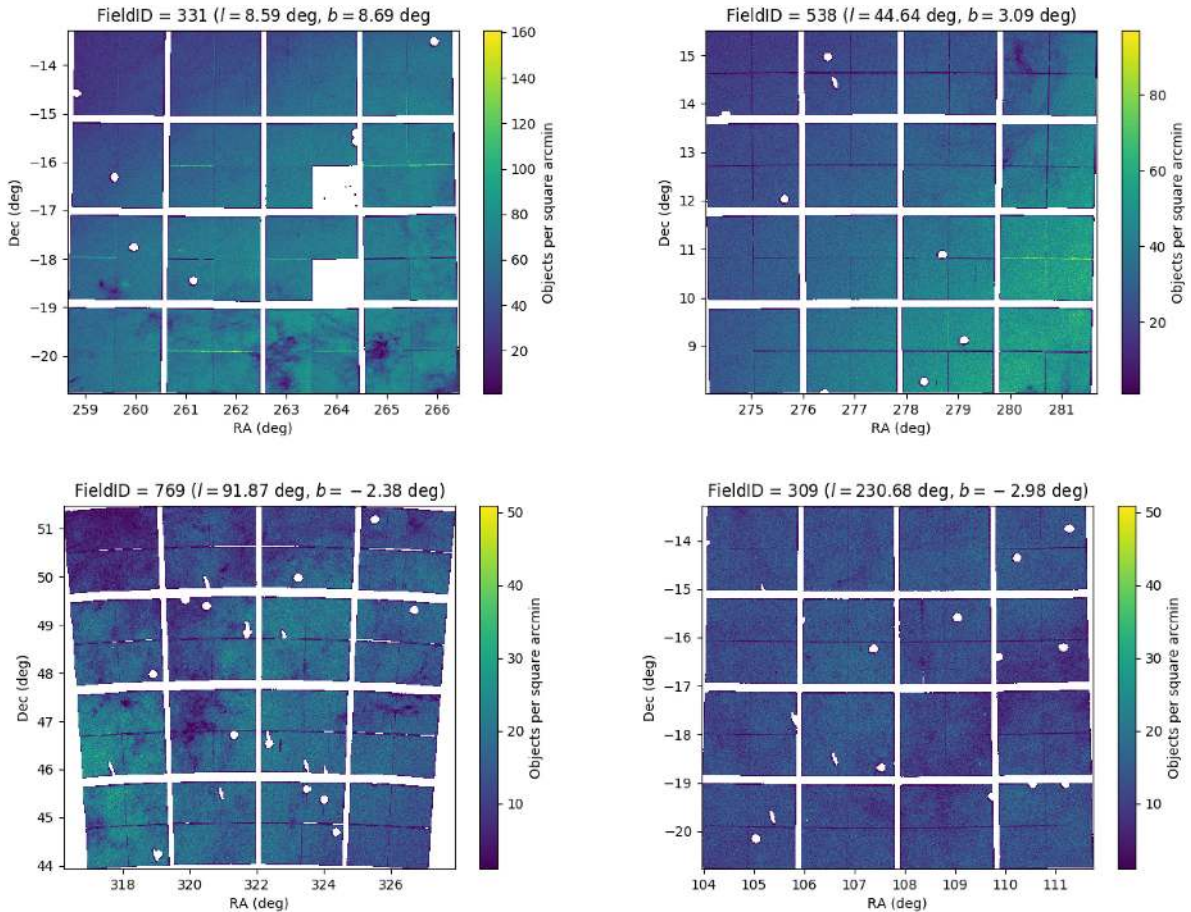 FieldID = 331 (l = 8.59 deg, b = 8.69 deg
160
140
120
100
80
60
40
20
Objects per square arcmin
−14
−15
−16
−17
−18
−19
−20
Dec (deg)
259 260 261 262 263 264 265 266
RA (deg)
FieldID = 538 (l = 44.64 deg, b = 3.09 deg)
80
60
40
20
Objects per square arcmin
15
14
13
12
11
10
9
Dec (deg)
275 276 277 278 279 280 281
RA (deg)
FieldID = 769 (l = 91.87 deg, b = −2.38 deg)
50
40
30
20
10
Objects per square arcmin
51
50
49
48
47
46
45
44
Dec (deg)
318 320 322 324 326
RA (deg)
FieldID = 309 (l = 230.68 deg, b = −2.98 deg)
50
40
30
20
10
Objects per square arcmin
−14
−15
−16
−17
−18
−19
−20
Dec (deg)
104 105 106 107 108 109 110 111
RA (deg)